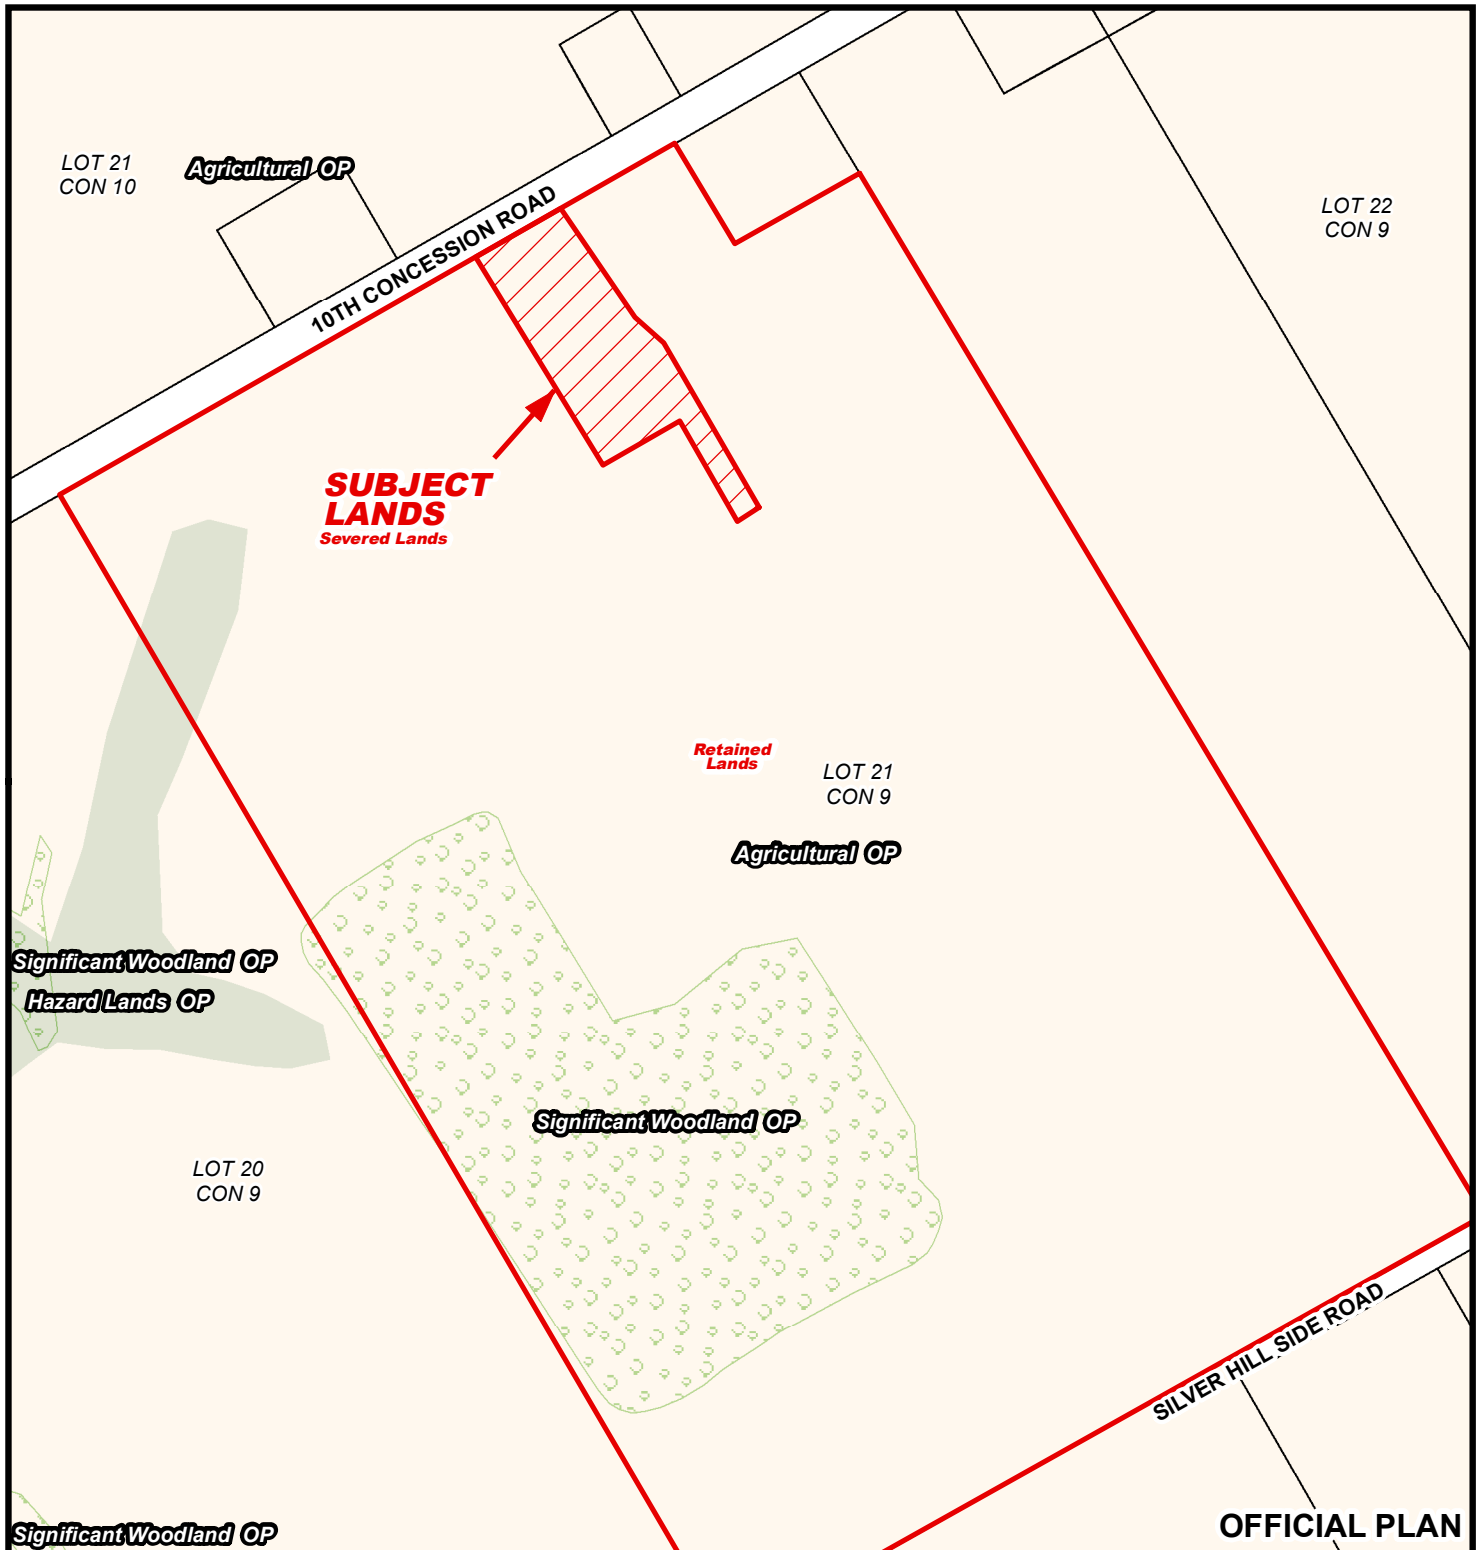 LOT 21
CON 10
Agricultural OP
10TH CONCESSION ROAD
LOT 22
CON 9
SUBJECT
LANDS
Severed Lands
Retained
Lands
LOT 21
CON 9
Agricultural OP
Significant Woodland OP
Hazard Lands OP
Significant Woodland OP
LOT 20
CON 9
SILVER HILL SIDE ROAD
Significant Woodland OP
OFFICIAL PLAN